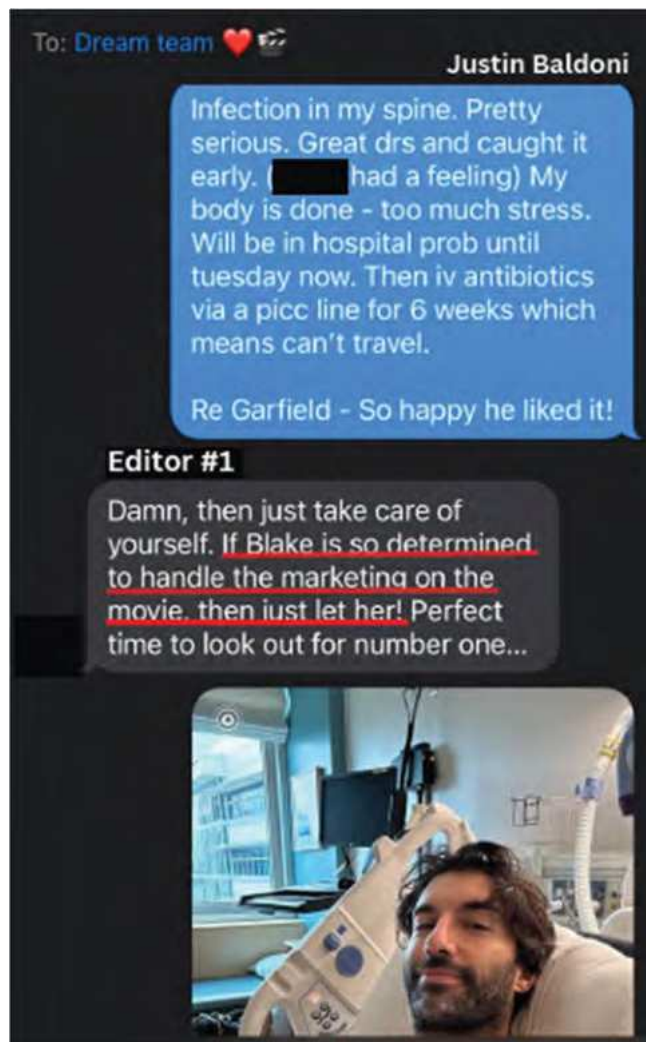 To: Dream team ❤️🎬
Justin Baldoni
Infection in my spine. Pretty
serious. Great drs and caught it
early. ( had a feeling) My
body is done - too much stress.
Will be in hospital prob until
tuesday now. Then iv antibiotics
via a picc line for 6 weeks which
means can't travel.
Re Garfield - So happy he liked it!
Editor #1
Damn, then just take care of
yourself. If Blake is so determined
to handle the marketing on the
movie, then just let her! Perfect
time to look out for number one...